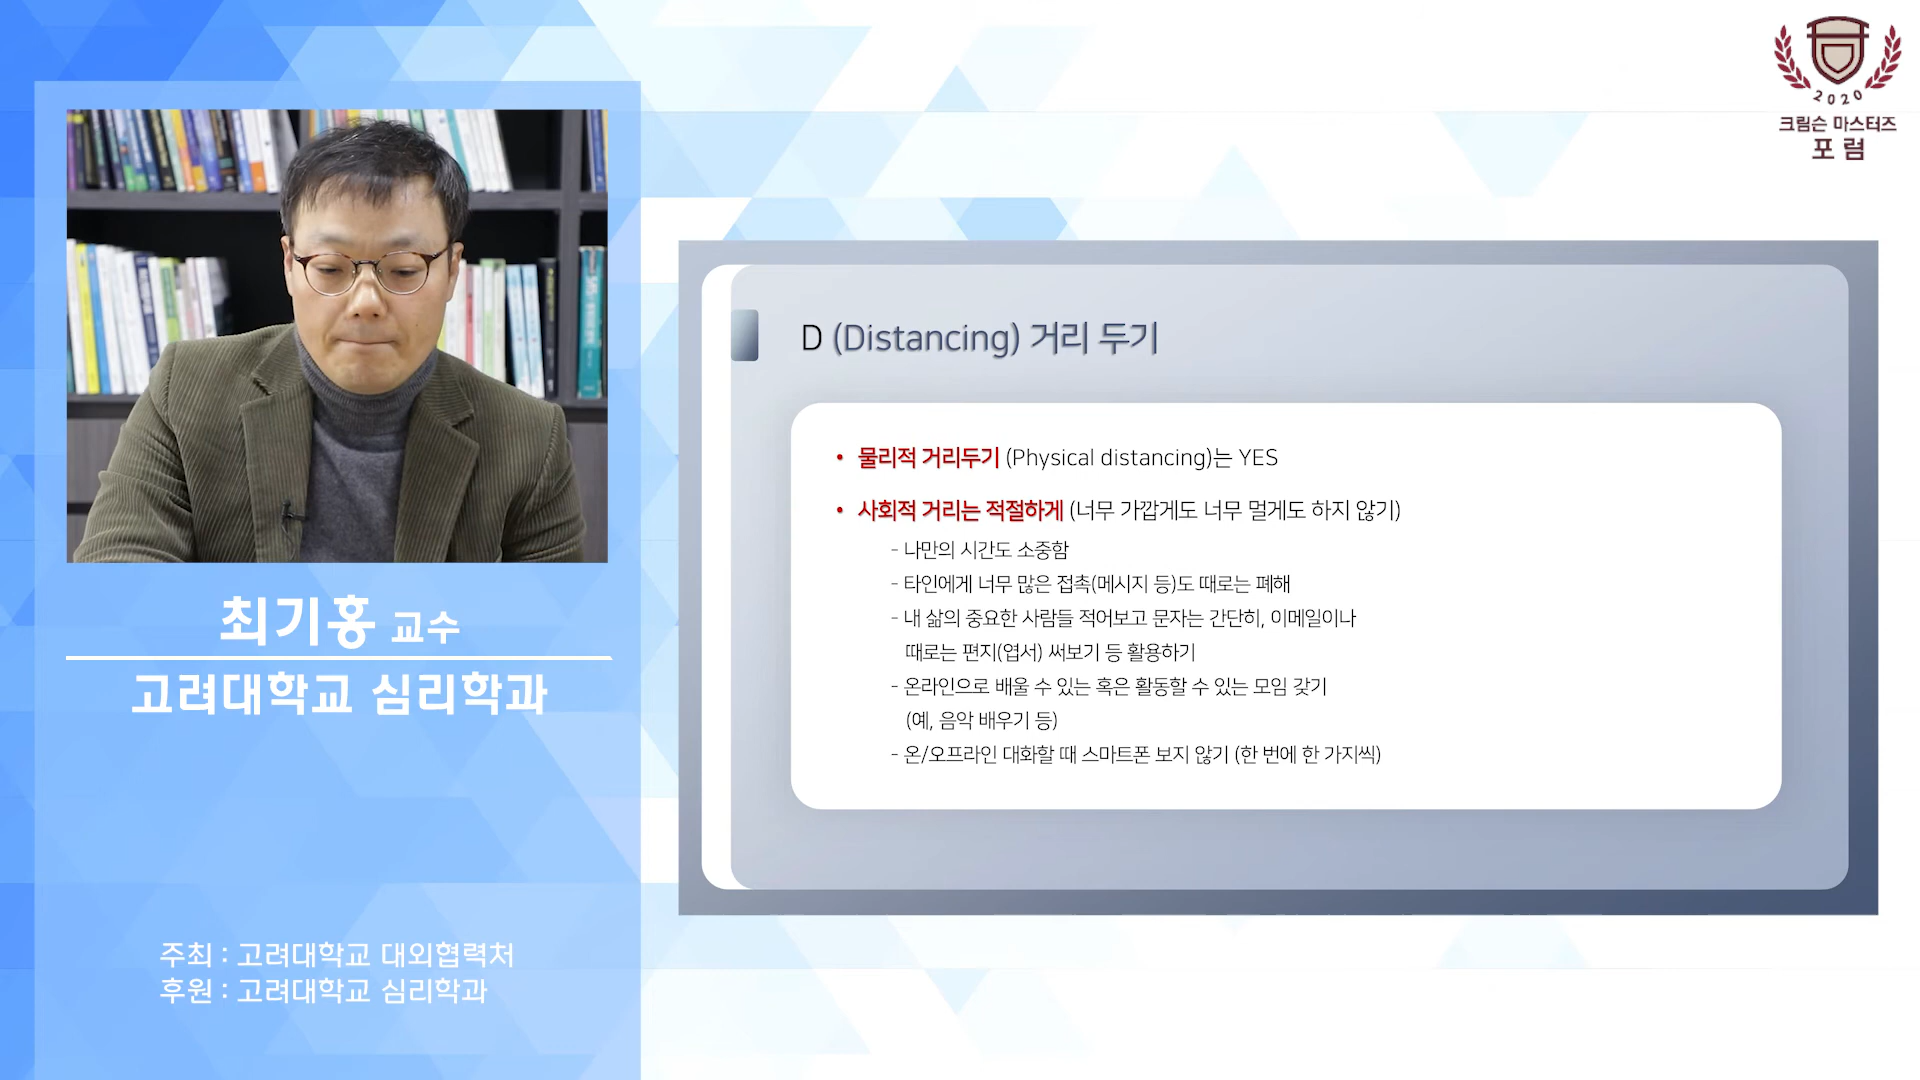 2020
크림슨 마스터즈
포럼
D (Distancing) 거리 두기
• 물리적 거리두기 (Physical distancing)는 YES
• 사회적 거리는 적절하게 (너무 가깝게도 너무 멀게도 하지 않기)
- 나만의 시간도 소중함
- 타인에게 너무 많은 접촉(메시지 등)도 때로는 폐해
- 내 삶의 중요한 사람들 적어보고 문자는 간단히, 이메일이나
때로는 편지(엽서) 써보기 등 활용하기
- 온라인으로 배울 수 있는 혹은 활동할 수 있는 모임 갖기
(예, 음악 배우기 등)
- 온/오프라인 대화할 때 스마트폰 보지 않기 (한 번에 한 가지씩)
최기홍 교수
고려대학교 심리학과
주최 : 고려대학교 대외협력처
후원 : 고려대학교 심리학과